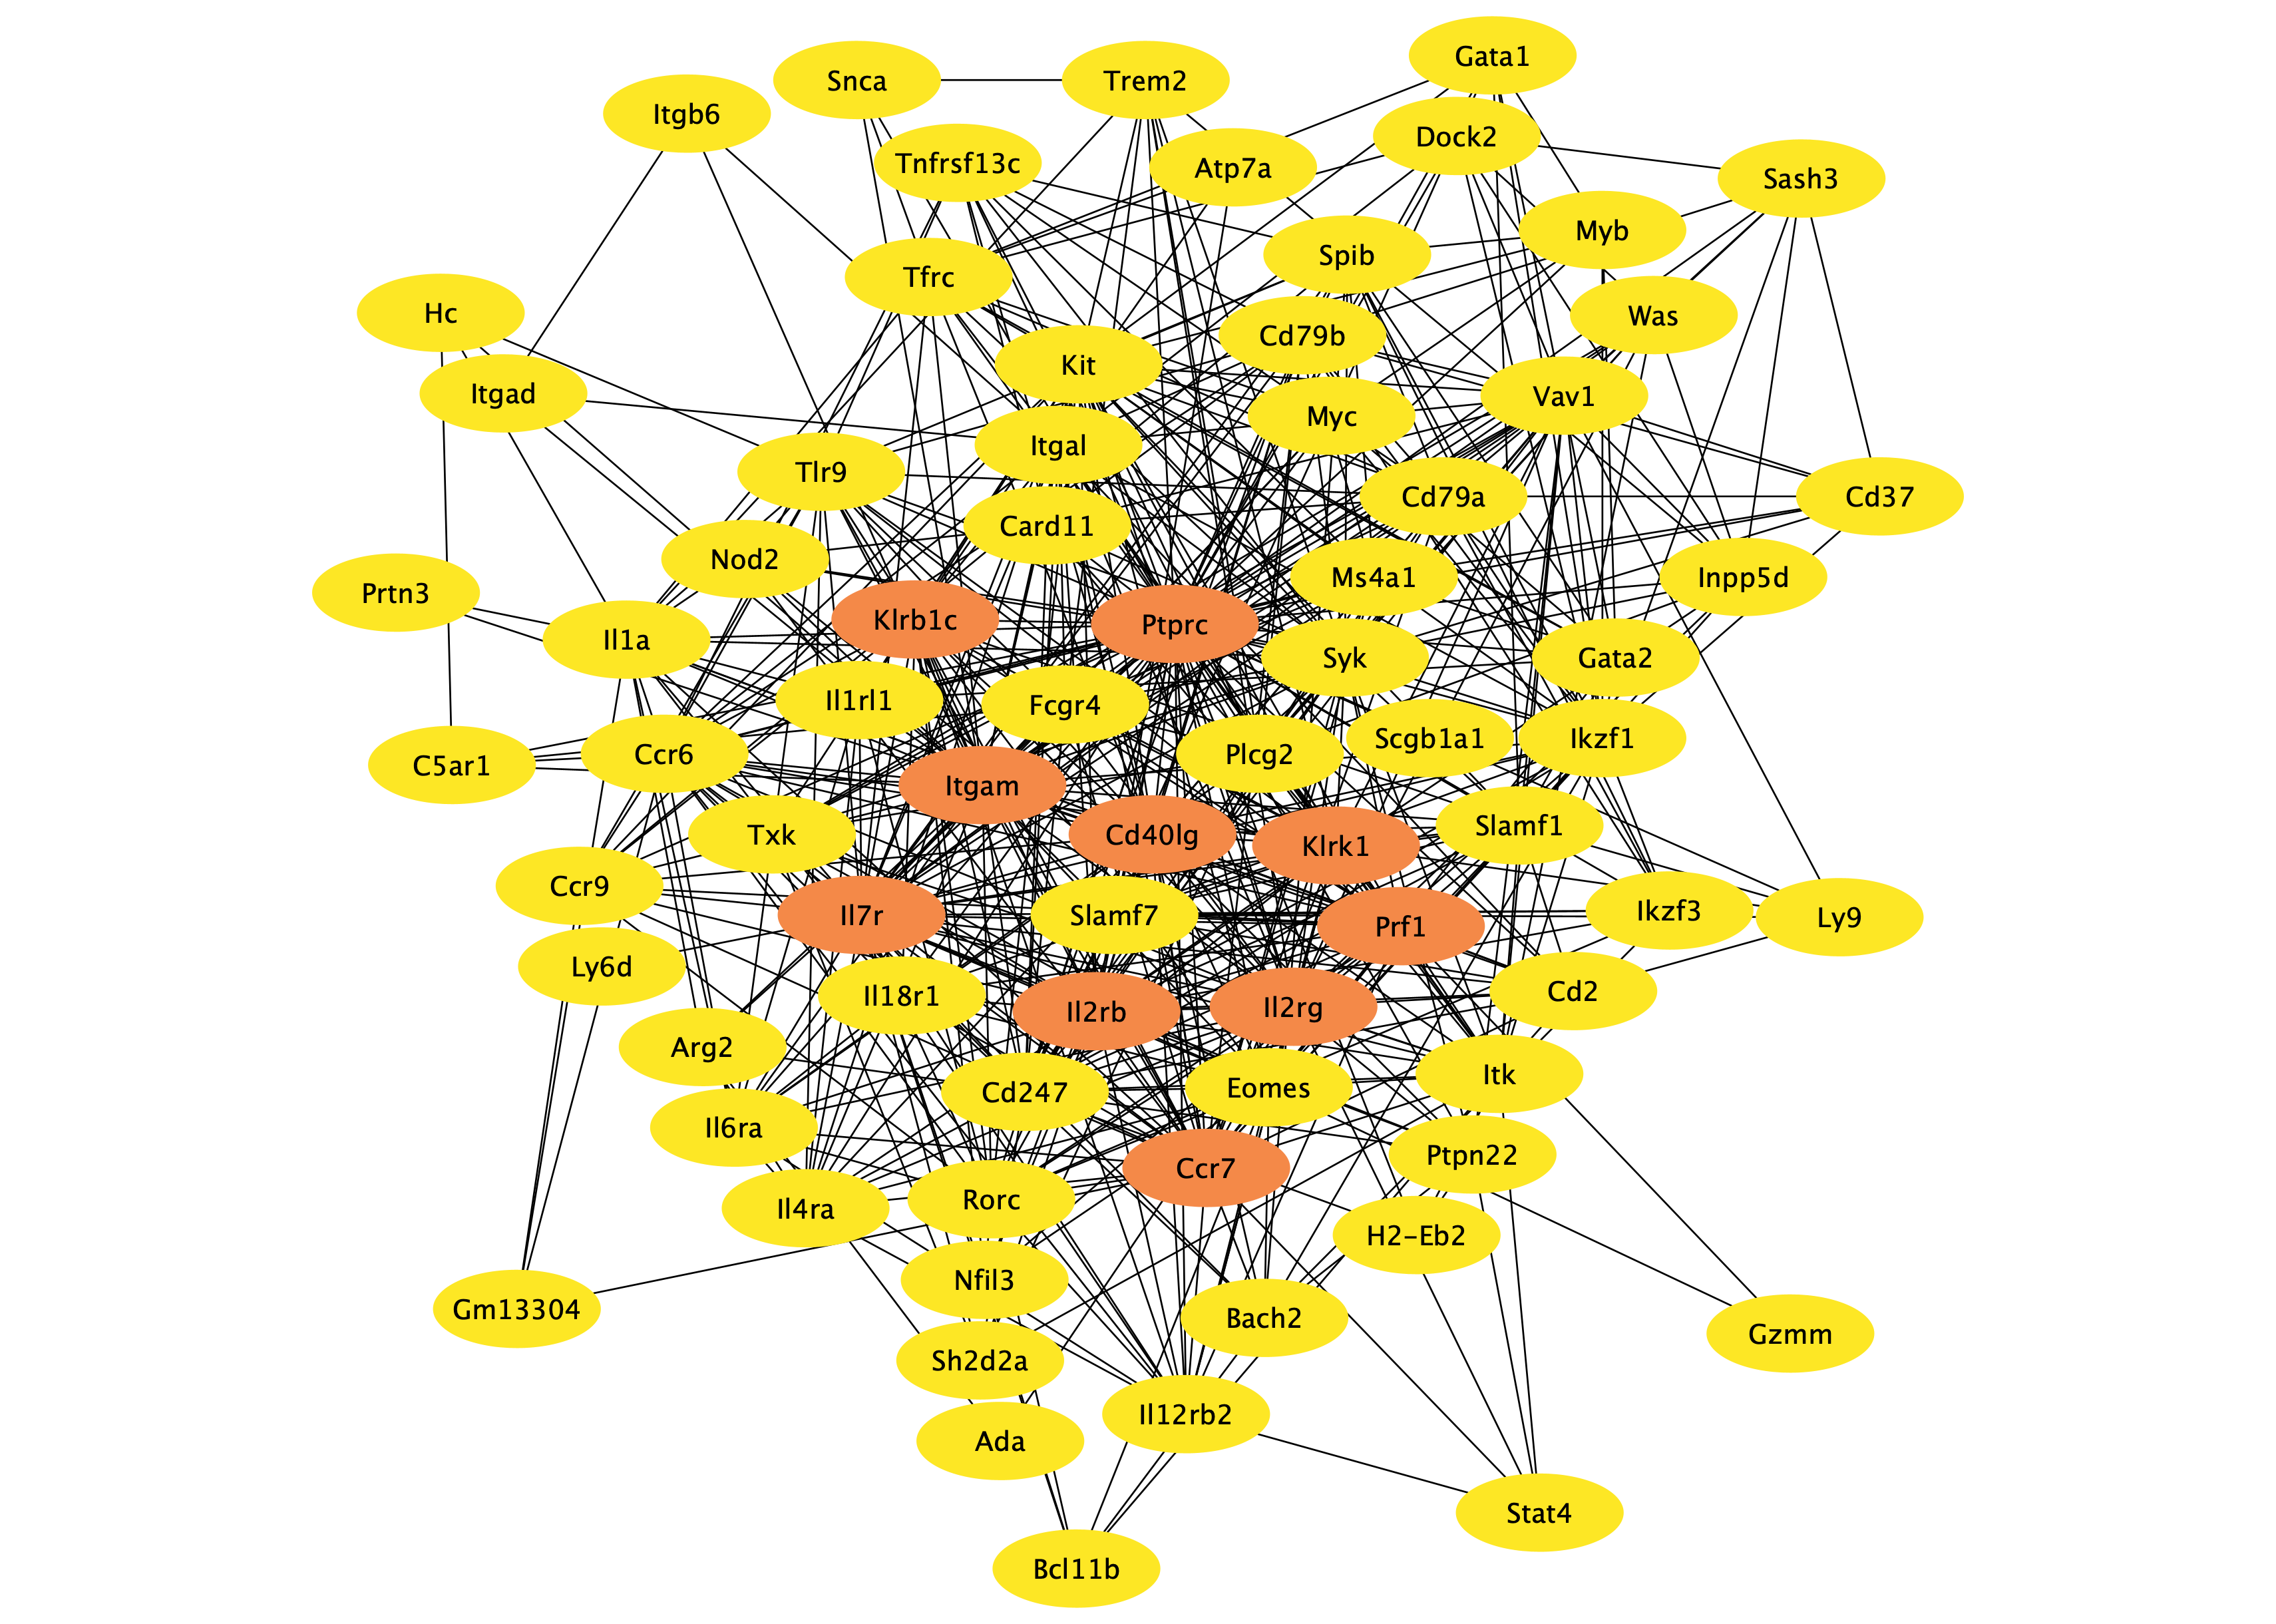 Gata1
Snca
Trem2
Itgb6
Dock2
Tnfrsf13c
Atp7a
Sash3
Myb
Spib
Tfrc
Hc
Was
Cd79b
Kit
Itgad
Vav1
Myc
Itgal
Tlr9
Cd79a
Cd37
Card11
Nod2
Ms4a1
Inpp5d
Prtn3
Klrb1c
Ptprc
Il1a
Syk
Gata2
Il1rl1
Fcgr4
Scgb1a1
Ikzf1
Ccr6
Plcg2
C5ar1
Itgam
Slamf1
Txk
Cd40lg
Klrk1
Ccr9
Ikzf3
Il7r
Slamf7
Ly9
Prf1
Ly6d
Cd2
Il18r1
Il2rg
Il2rb
Arg2
Itk
Eomes
Cd247
Il6ra
Ptpn22
Ccr7
Rorc
Il4ra
H2-Eb2
Nfil3
Gm13304
Bach2
Gzmm
Sh2d2a
Il12rb2
Ada
Stat4
Bcl11b